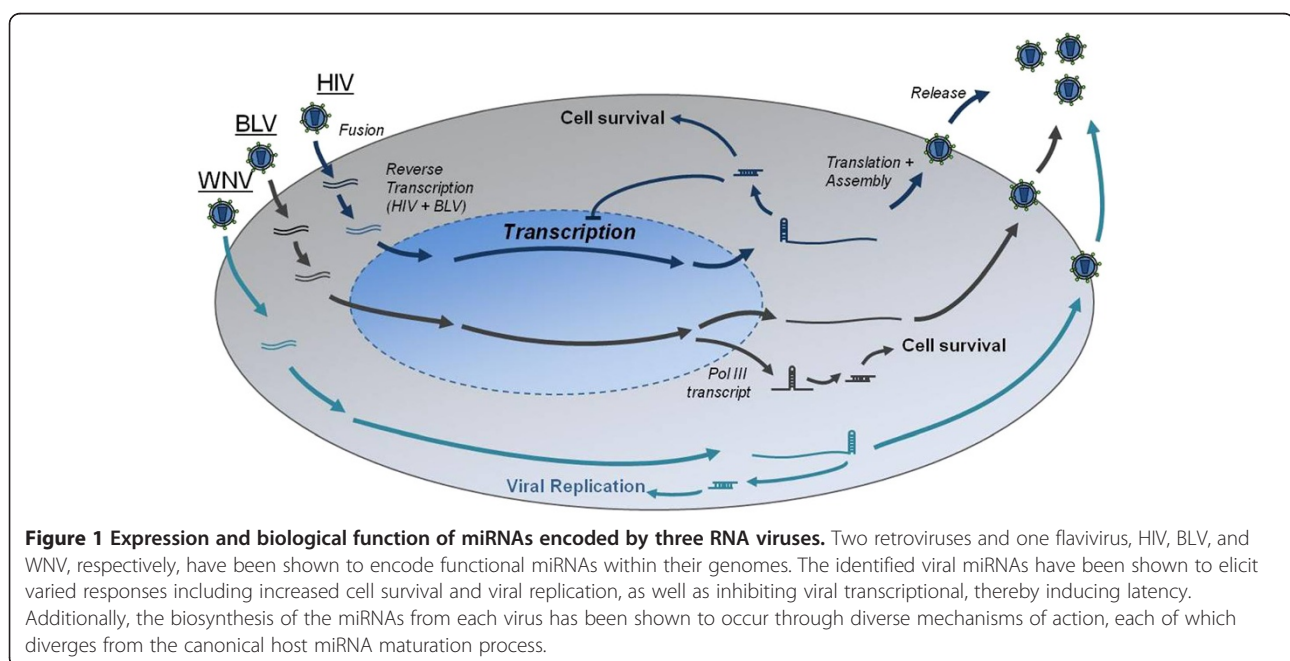 HIV
BLV
WNV
Fusion
Reverse
Transcription
(HIV + BLV)
Cell survival
Transcription
Translation +
Assembly
Release
Pol III
transcript
Cell survival
Viral Replication
Figure 1 Expression and biological function of miRNAs encoded by three RNA viruses. Two retroviruses and one flavivirus, HIV, BLV, and
WNV, respectively, have been shown to encode functional miRNAs within their genomes. The identified viral miRNAs have been shown to elicit
varied responses including increased cell survival and viral replication, as well as inhibiting viral transcriptional, thereby inducing latency.
Additionally, the biosynthesis of the miRNAs from each virus has been shown to occur through diverse mechanisms of action, each of which
diverges from the canonical host miRNA maturation process.